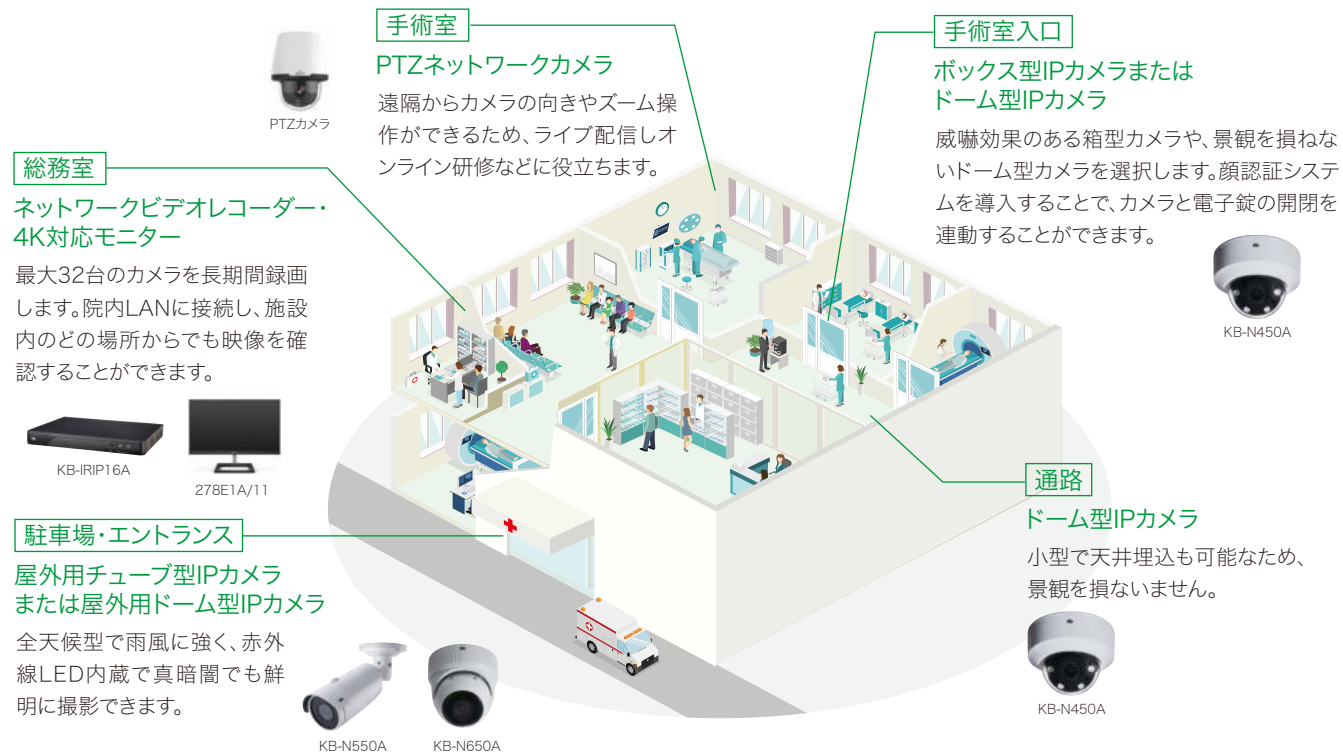 手術室
PTZネットワークカメラ
遠隔からカメラの向きやズーム操
作ができるため、ライブ配信しオ
ンライン研修などに役立ちます。
PTZカメラ
手術室入口
ボックス型IPカメラまたは
ドーム型IPカメラ
威嚇効果のある箱型カメラや、景観を損ねな
いドーム型カメラを選択します。顔認証システ
ムを導入することで、カメラと電子錠の開閉を
連動することができます。
KB-N450A
総務室
ネットワークビデオレコーダー・
4K対応モニター
最大32台のカメラを長期間録画
します。院内LANに接続し、施設
内のどの場所からでも映像を確
認することができます。
KB-IRIP16A
278E1A/11
通路
ドーム型IPカメラ
小型で天井埋込も可能なため、
景観を損ないません。
KB-N450A
駐車場・エントランス
屋外用チューブ型IPカメラ
または屋外用ドーム型IPカメラ
全天候型で雨風に強く、赤外
線LED内蔵で真暗闇でも鮮
明に撮影できます。
KB-N550A
KB-N650A